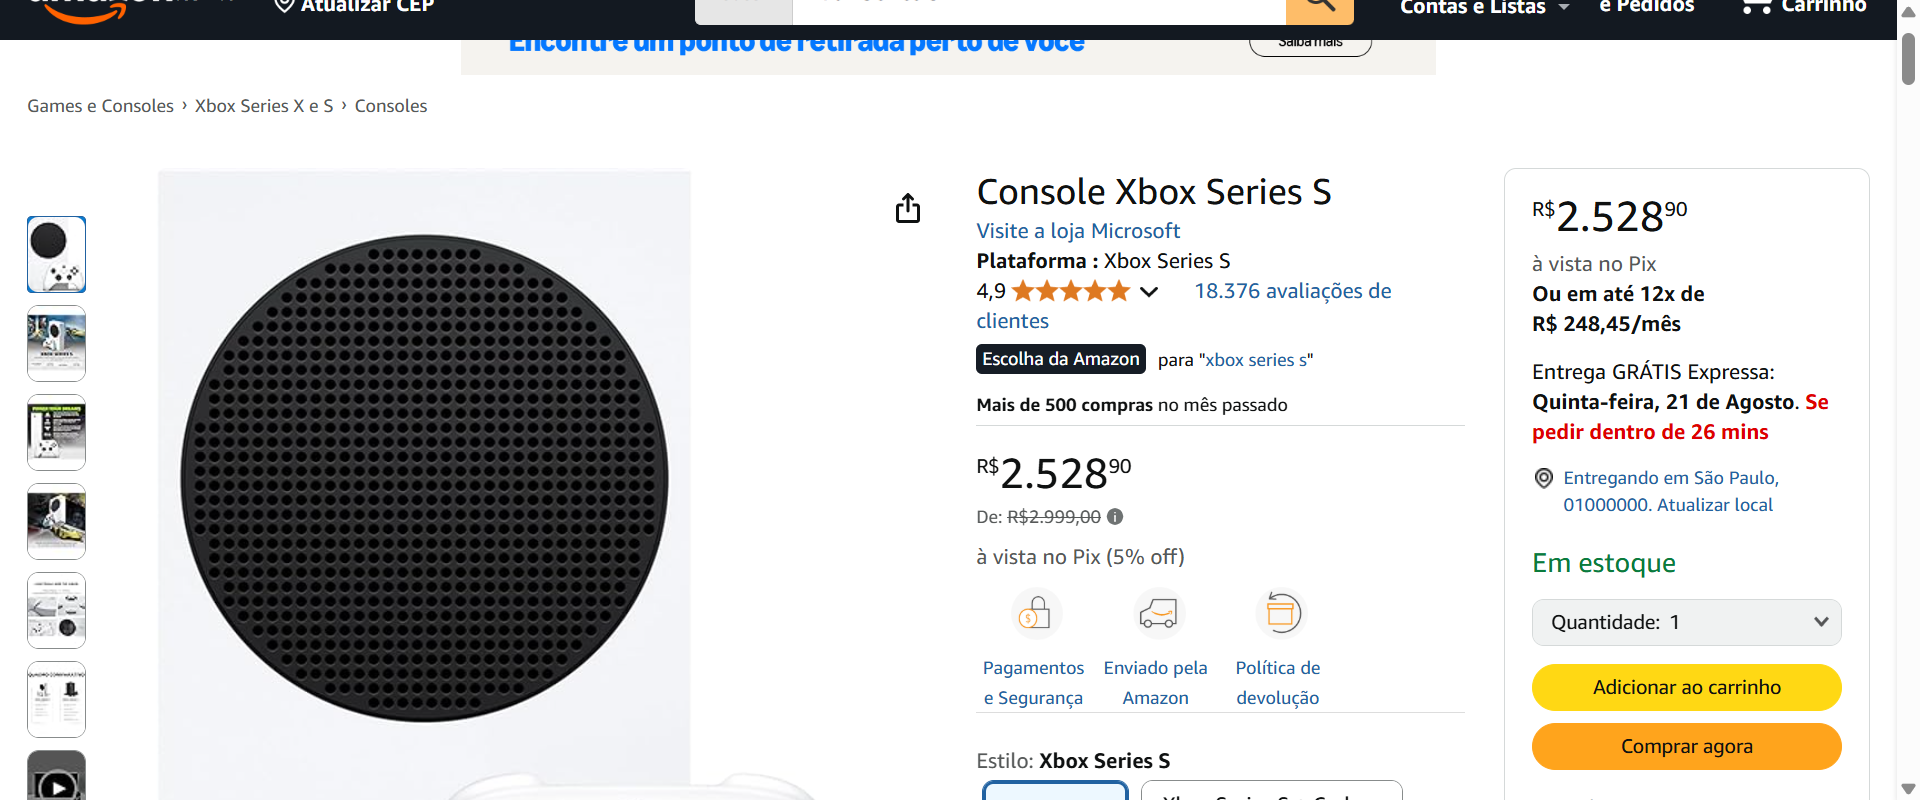 Atualizar CEP
Contas e Listas
e Pedidos
Carrinho
Encontre um ponto de retirada perto de você
Saiba mais
Games e Consoles › Xbox Series X e S › Consoles
Console Xbox Series S
Visite a loja Microsoft
Plataforma : Xbox Series S
4,9
18.376 avaliações de
clientes
Escolha da Amazon para "xbox series s"
Mais de 500 compras no mês passado
R$2.52890
De: R$2.999,00
à vista no Pix (5% off)
Pagamentos
e Segurança
Enviado pela
Amazon
Política de
devolução
Estilo: Xbox Series S
R$2.52890
à vista no Pix
Ou em até 12x de
R$ 248,45/mês
Entrega GRÁTIS Expressa:
Quinta-feira, 21 de Agosto. Se
pedir dentro de 26 mins
Entregando em São Paulo,
01000000. Atualizar local
Em estoque
Quantidade: 1
Adicionar ao carrinho
Comprar agora